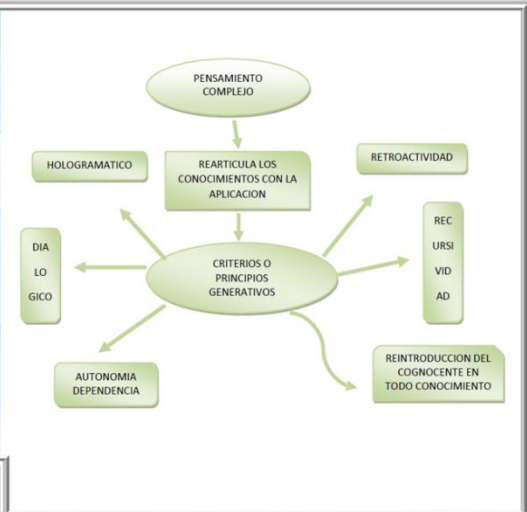 PENSAMIENTO
COMPLEJO
HOLOGRAMATICO
REARTICULA LOS
CONOCIMIENTOS CON LA
APLICACION
RETROACTIVIDAD
DIA
LO
GICO
CRITERIOS O
PRINCIPIOS
GENERATIVOS
REC
URSI
VID
AD
AUTONOMIA
DEPENDENCIA
REINTRODUCCION DEL
COGNOCENTE EN
TODO CONOCIMIENTO